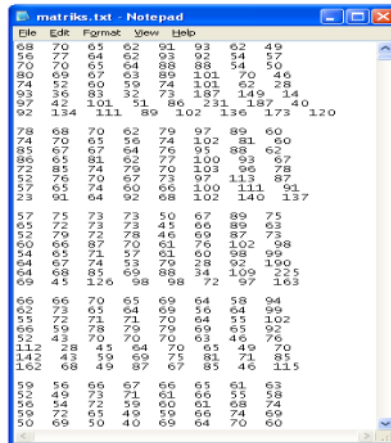 matriks.txt - Notepad
File Edit Format View Help
68 70 65 62 91 93 62 49
56 77 64 62 93 92 54 57
70 70 65 64 88 88 54 50
80 69 67 63 89 101 70 46
74 52 60 59 74 101 62 28
93 36 83 32 73 187 149 14
97 42 101 51 86 231 187 40
92 134 111 89 102 136 173 120
78 68 70 62 79 97 89 60
74 70 65 56 74 102 81 60
85 67 67 64 76 95 88 62
86 65 81 62 77 100 93 67
72 85 74 79 70 103 96 78
52 76 70 67 73 97 113 87
57 65 74 60 66 100 111 91
23 91 64 92 68 102 140 137
57 75 73 73 50 67 89 75
65 72 73 73 45 66 89 63
52 79 72 78 46 69 87 73
60 66 87 70 61 76 102 98
54 65 71 57 61 60 98 99
64 67 74 53 79 28 92 190
64 68 85 69 88 34 109 225
69 45 126 98 98 72 97 163
66 66 70 65 69 64 58 94
62 73 65 64 69 56 64 99
55 72 71 71 70 64 55 102
66 59 78 79 79 69 65 92
52 43 70 70 70 63 46 76
112 28 45 64 70 65 49 70
142 43 59 69 75 81 71 85
162 68 49 87 67 85 46 115
59 56 66 67 66 65 61 63
52 49 73 71 61 66 55 58
56 54 72 59 60 61 68 74
59 72 65 49 59 66 74 69
50 69 50 40 69 64 70 60